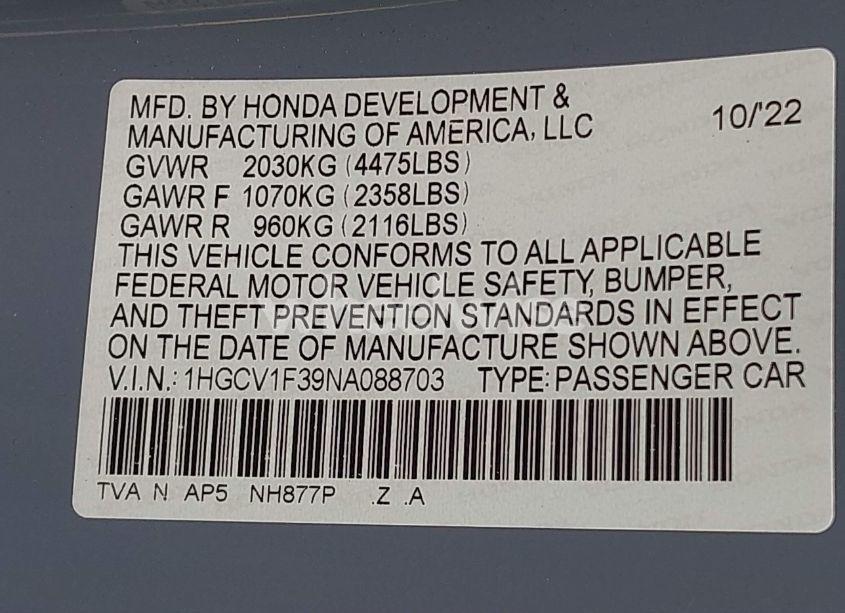 MFD. BY HONDA DEVELOPMENT &
MANUFACTURING OF AMERICA, LLC 10/'22
GVWR 2030KG (4475LBS)
GAWR F 1070KG (2358LBS)
GAWR R 960KG (2116LBS)
THIS VEHICLE CONFORMS TO ALL APPLICABLE
FEDERAL MOTOR VEHICLE SAFETY, BUMPER,
AND THEFT PREVENTION STANDARDS IN EFFECT
ON THE DATE OF MANUFACTURE SHOWN ABOVE.
V.I.N.: 1HGCV1F39NA088703 TYPE: PASSENGER CAR
TVA N AP5 NH877P .Z .A